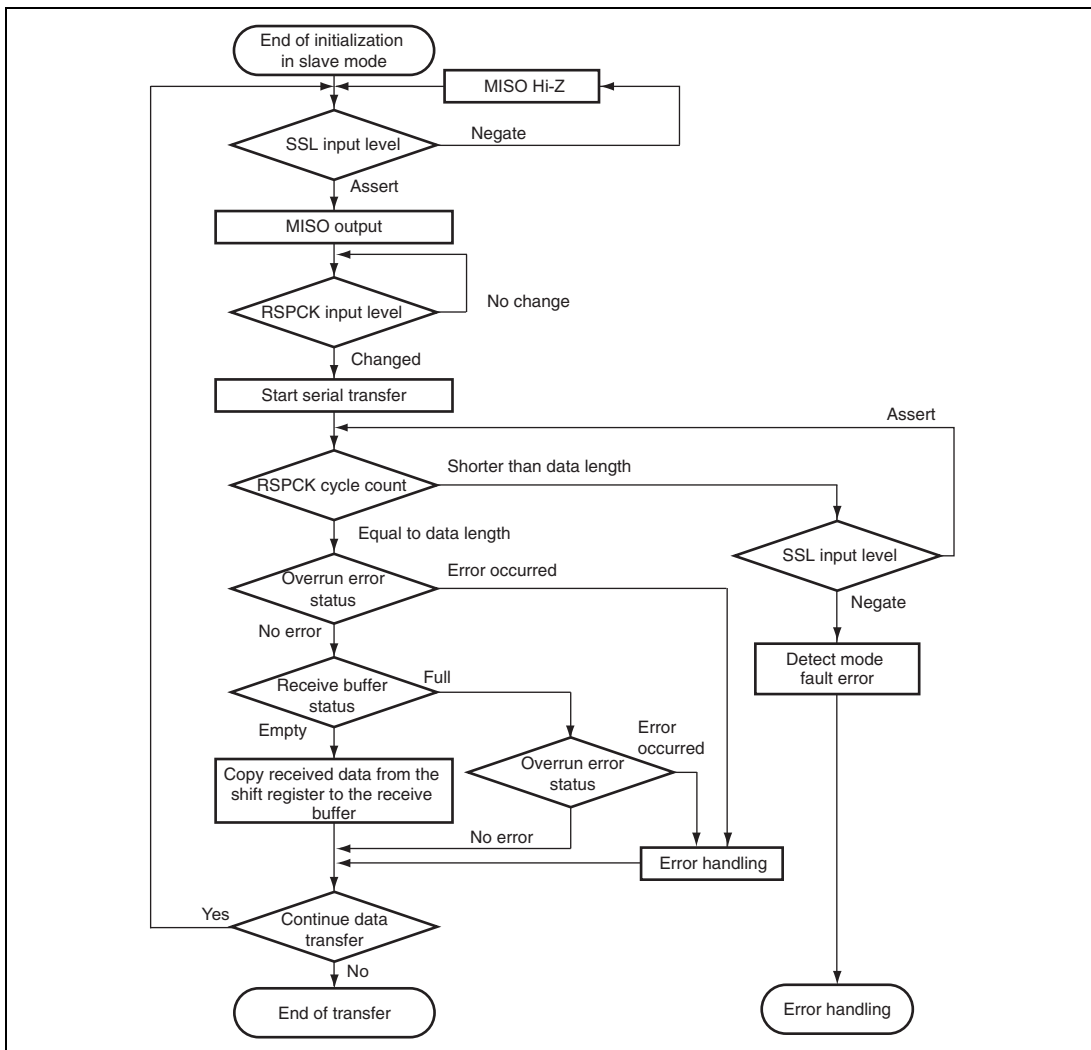 End of initialization
in slave mode
MISO Hi-Z
SSL input level
Negate
Assert
MISO output
RSPCK input level
No change
Changed
Start serial transfer
Assert
RSPCK cycle count
Shorter than data length
Equal to data length
SSL input level
Overrun error
status
Error occurred
Negate
No error
Detect mode
fault error
Receive buffer
status
Full
Empty
Error
occurred
Overrun error
status
Copy received data from the
shift register to the receive
buffer
No error
Error handling
Yes
Continue data
transfer
No
End of transfer
Error handling